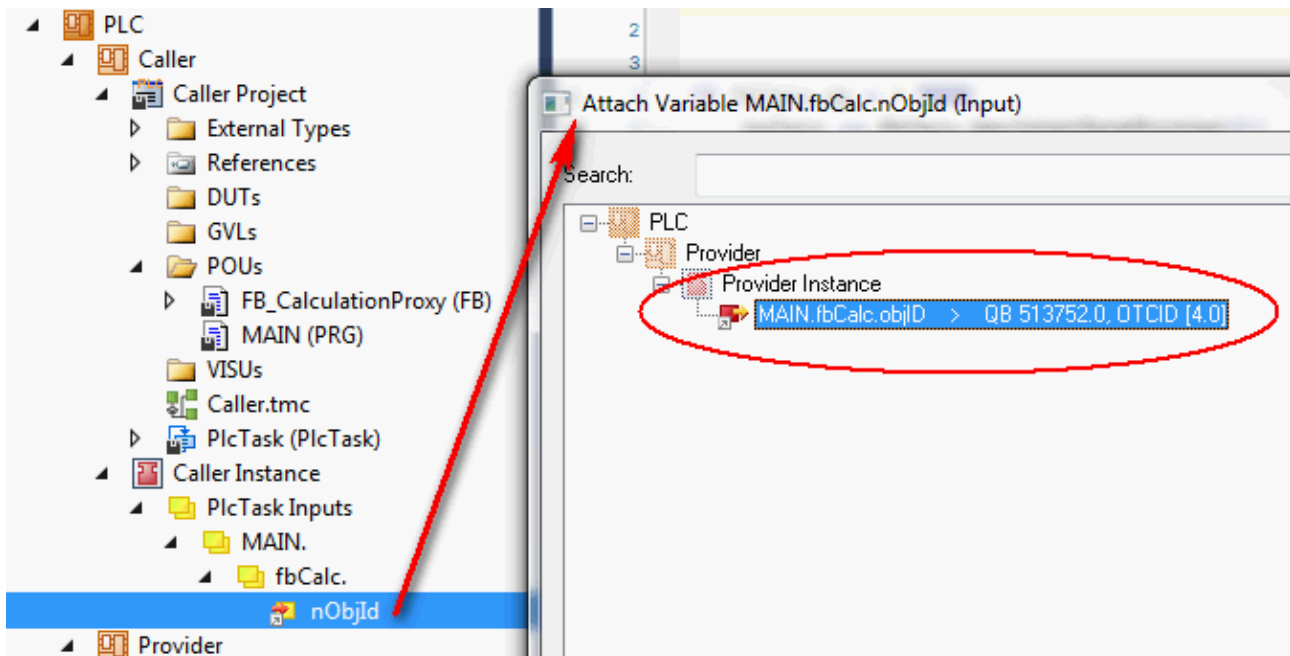 PLC
Caller
Caller Project
External Types
References
DUTs
GVLs
POUs
FB_CalculationProxy (FB)
MAIN (PRG)
VISUs
Caller.tmc
PlcTask (PlcTask)
Caller Instance
PlcTask Inputs
MAIN.
fbCalc.
nObjId
Provider
2
3
Attach Variable MAIN.fbCalc.nObjId (Input)
Search:
PLC
Provider
Provider Instance
MAIN.fbCalc.objID > QB 513752.0, OTCID [4.0]